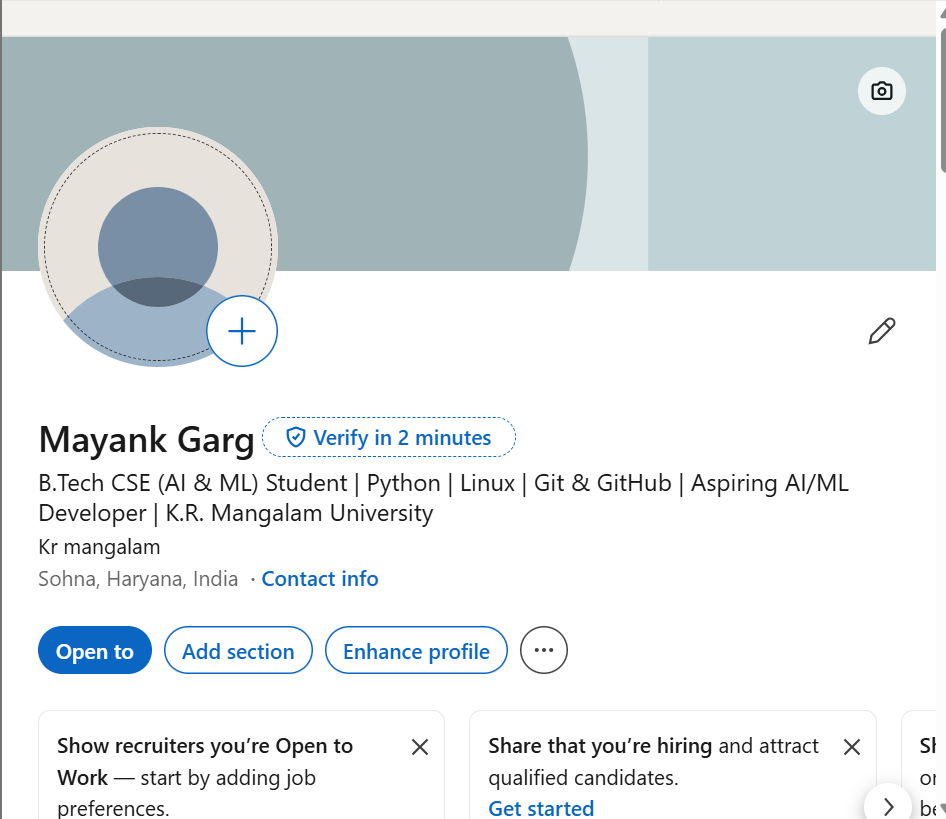 Mayank Garg
Verify in 2 minutes
B.Tech CSE (AI & ML) Student | Python | Linux | Git & GitHub | Aspiring AI/ML
Developer | K.R. Mangalam University
Kr mangalam
Sohna, Haryana, India · Contact info
Open to
Add section
Enhance profile
Show recruiters you’re Open to
Work — start by adding job
preferences.
Share that you’re hiring and attract
qualified candidates.
Get started